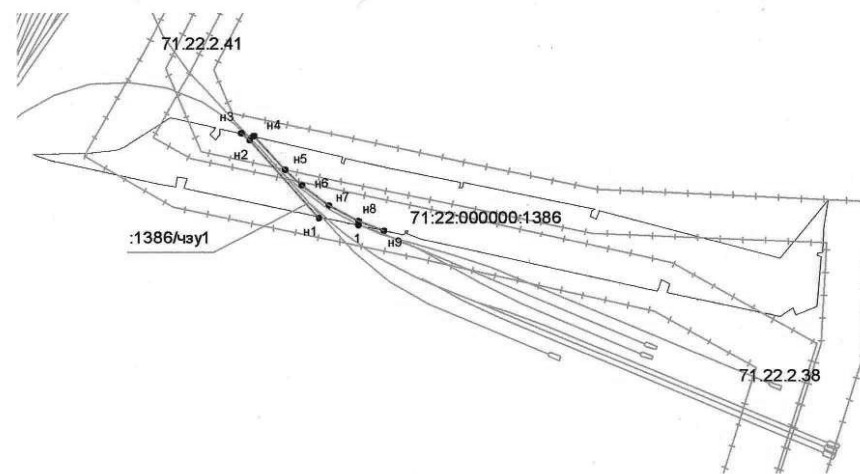 71.22.2.41
н3
н4
н2
н5
н6
н7
н8
71:22:000000:1386
н1
1
н9
:1386/чзу1
71.22.2.38